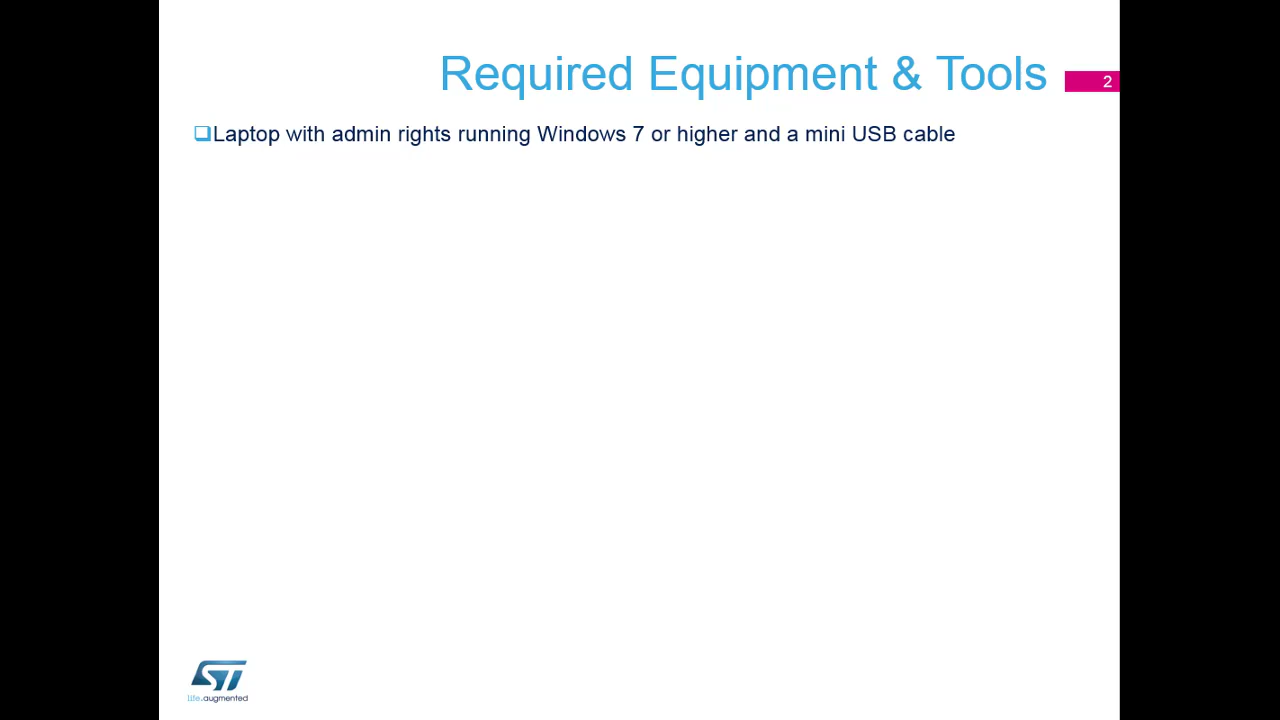 Required Equipment & Tools
2
Laptop with admin rights running Windows 7 or higher and a mini USB cable
ST
life.augmented